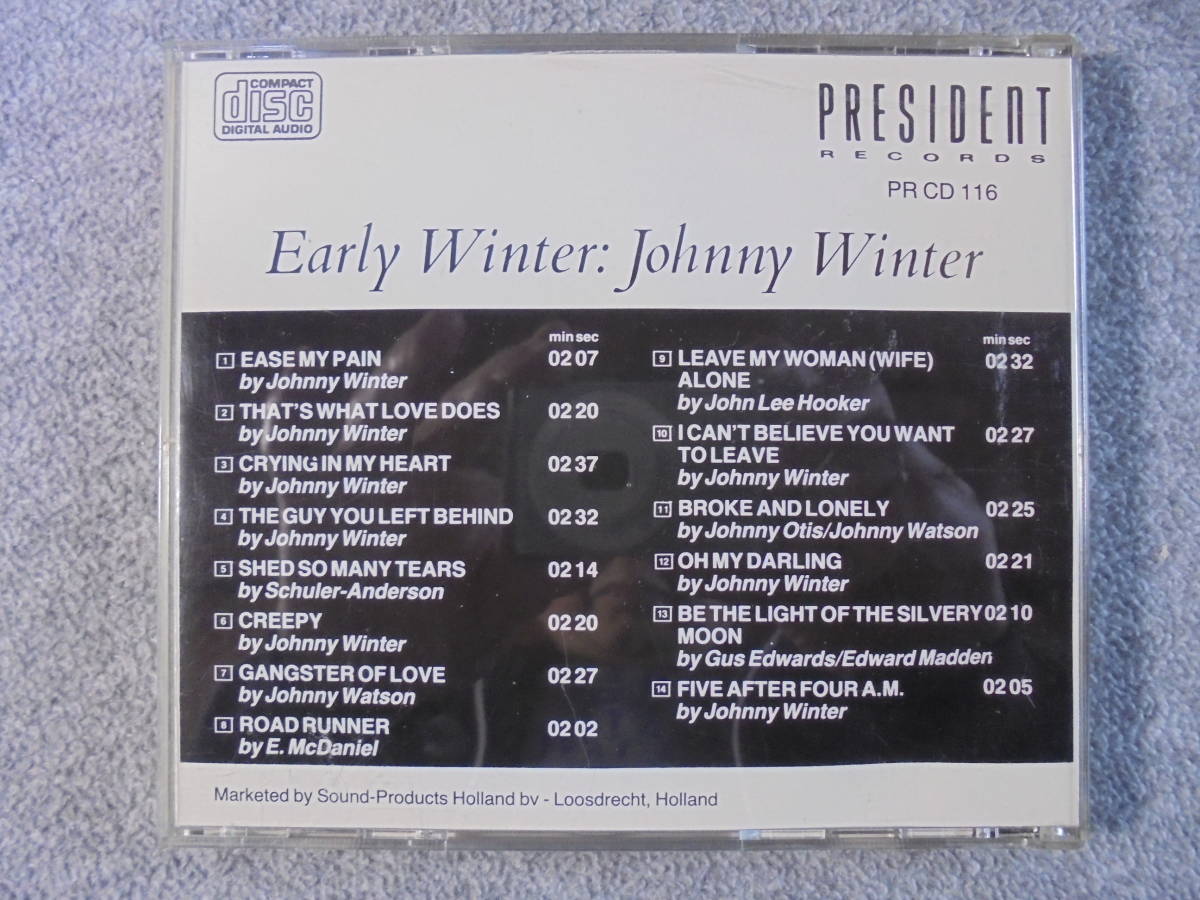 COMPACT
disc
DIGITAL AUDIO
PRESIDENT
RECORDS
PR CD 116
Early Winter: Johnny Winter
min sec
1 EASE MY PAIN 02 07
by Johnny Winter
2 THAT'S WHAT LOVE DOES 02 20
by Johnny Winter
3 CRYING IN MY HEART 02 37
by Johnny Winter
4 THE GUY YOU LEFT BEHIND 02 32
by Johnny Winter
5 SHED SO MANY TEARS 02 14
by Schuler-Anderson
6 CREEPY 02 20
by Johnny Winter
7 GANGSTER OF LOVE 02 27
by Johnny Watson
8 ROAD RUNNER 02 02
by E. McDaniel
min sec
9 LEAVE MY WOMAN (WIFE) 02 32
ALONE
by John Lee Hooker
10 I CAN'T BELIEVE YOU WANT 02 27
TO LEAVE
by Johnny Winter
11 BROKE AND LONELY 02 25
by Johnny Otis/Johnny Watson
12 OH MY DARLING 02 21
by Johnny Winter
13 BE THE LIGHT OF THE SILVERY 02 10
MOON
by Gus Edwards/Edward Madden
14 FIVE AFTER FOUR A.M. 02 05
by Johnny Winter
Marketed by Sound-Products Holland bv - Loosdrecht, Holland